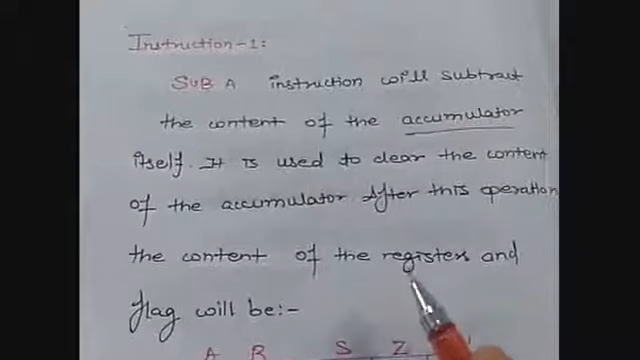 Instruction-1:
SUB A instruction will subtract
the content of the accumulator
itself. It is used to clear the content
of the accumulator After this operation
the content of the registers and
flag will be:-
A B S Z